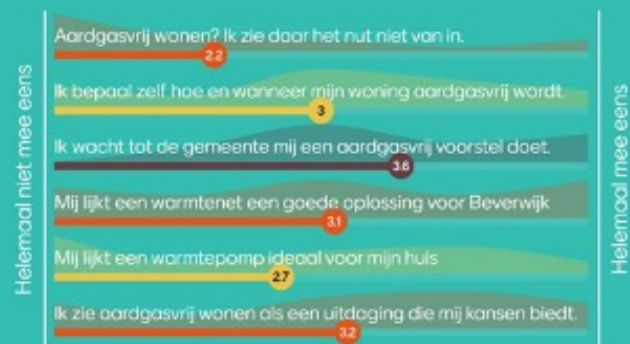 Helemaal niet mee eens
Aardgasvrij wonen? Ik zie daar het nut niet van in.
2.2
Ik bepaal zelf hoe en wanneer mijn woning aardgasvrij wordt.
3
Ik wacht tot de gemeente mij een aardgasvrij voorstel doet.
3.6
Mij lijkt een warmtenet een goede oplossing voor Beverwijk
3.1
Mij lijkt een warmtepomp ideaal voor mijn huis
2.7
Ik zie aardgasvrij wonen als een uitdaging die mij kansen biedt.
3.2
Helemaal mee eens